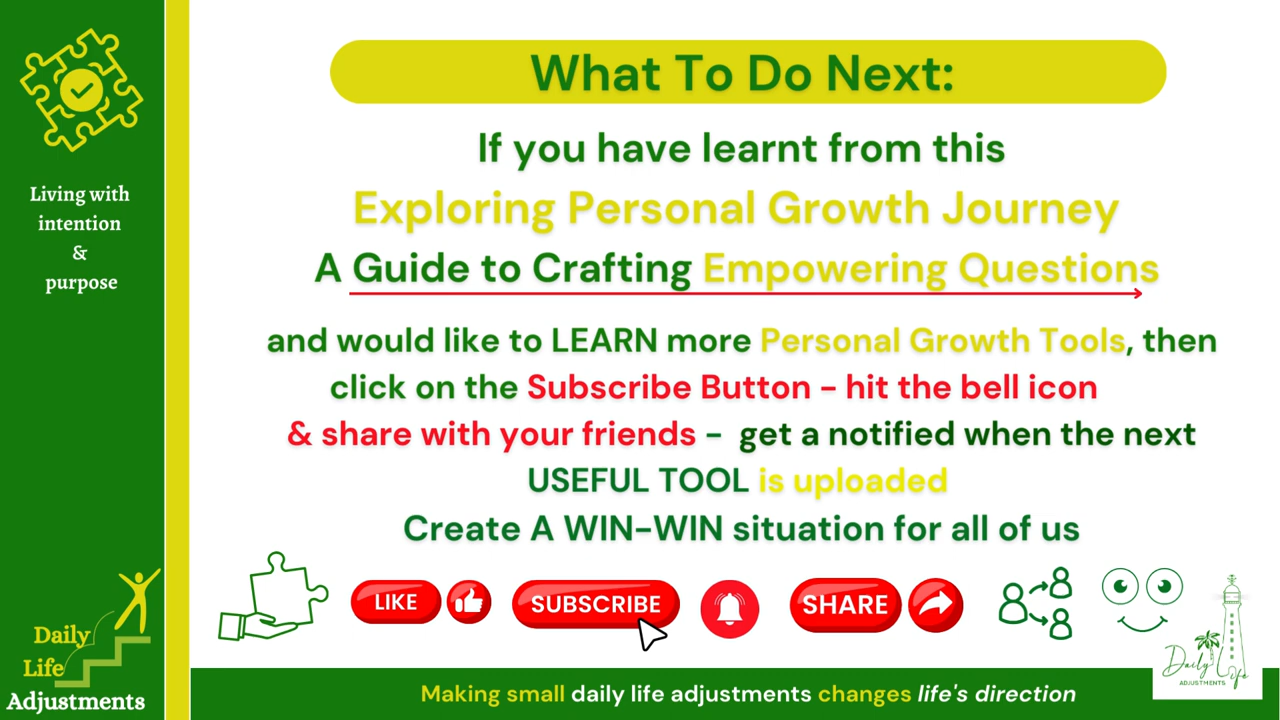 What To Do Next:
If you have learnt from this
Exploring Personal Growth Journey
A Guide to Crafting Empowering Questions
and would like to LEARN more Personal Growth Tools, then
click on the Subscribe Button - hit the bell icon
& share with your friends - get a notified when the next
USEFUL TOOL is uploaded
Create A WIN-WIN situation for all of us
LIKE
SUBSCRIBE
SHARE
Living with
intention
&
purpose
Daily
Life
Adjustments
Making small daily life adjustments changes life's direction
Daily Life
ADJUSTMENTS